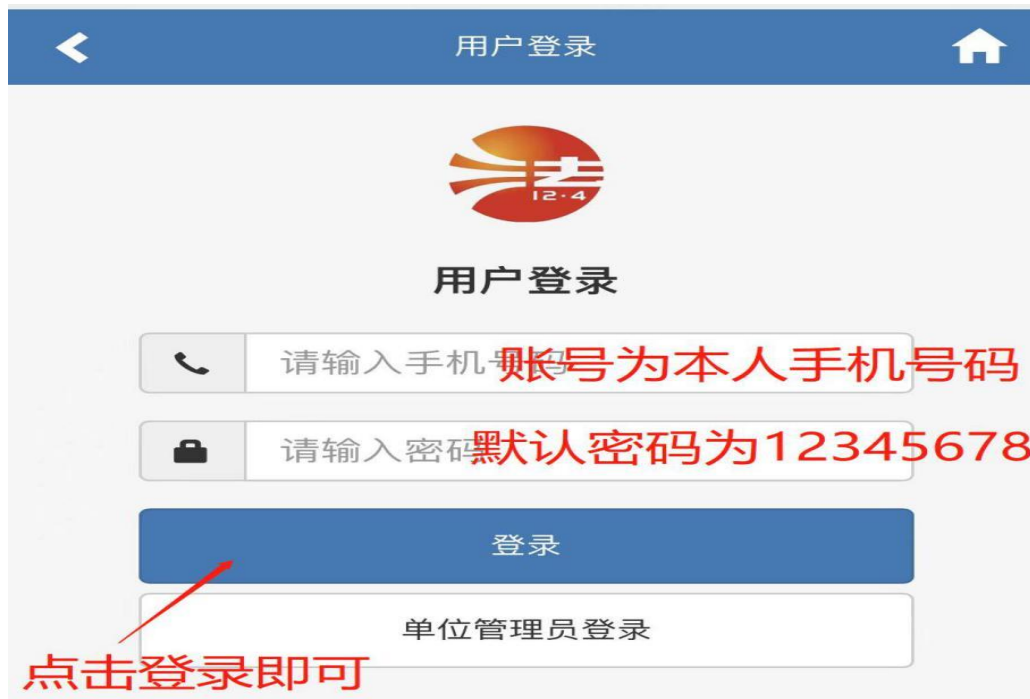 用户登录
法
12·4
用户登录
请输入手机号码
账号为本人手机号码
请输入密码
默认密码为12345678
登录
单位管理员登录
点击登录即可